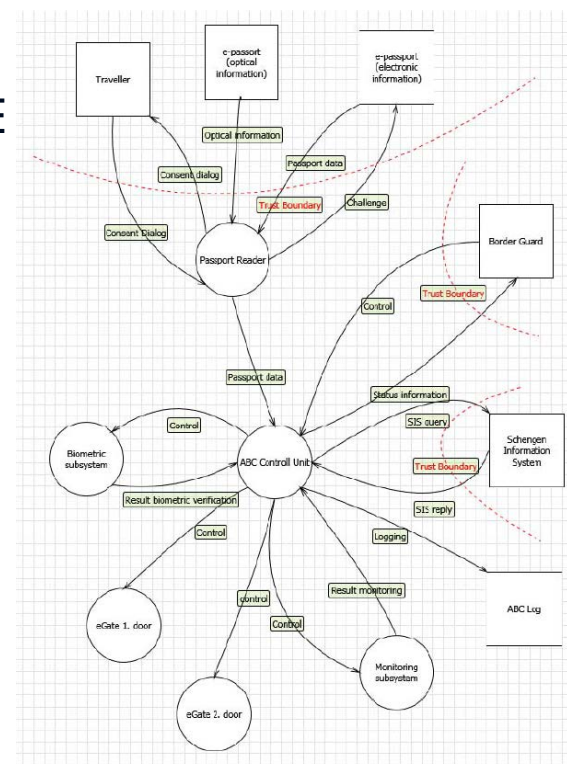 e-passort
(optical
information)
e-passport
(electronic
information)
Traveller
Optical information
Passport data
Consent dialog
Trust Boundary
Challenge
Consent Dialog
Passport Reader
Border Guard
Trust Boundary
Control
Passport data
Status information
Control
SIS query
Schengen
Information
System
Biometric
subsystem
ABC Controll Unit
Trust Boundary
Result biometric verification
SIS reply
Control
Logging
control
Result monitoring
ABC Log
eGate 1. door
Control
Monitoring
subsystem
eGate 2. door